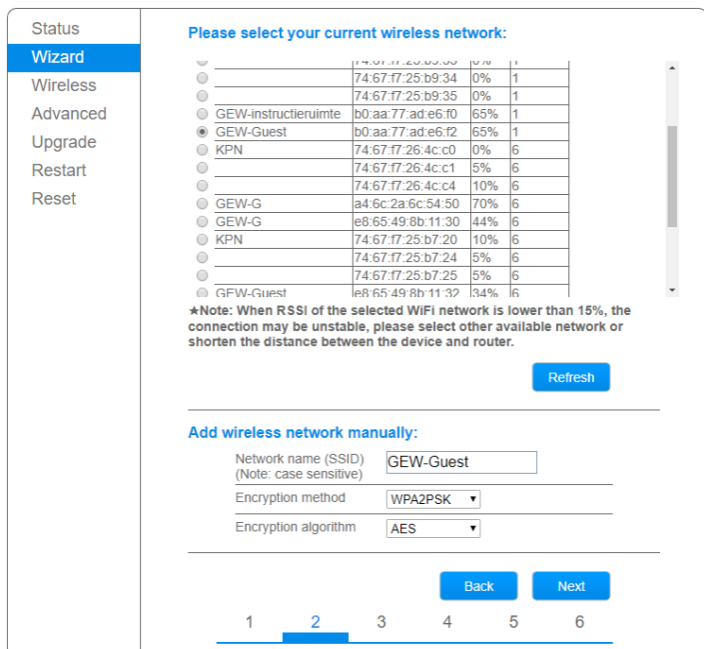 Status
Wizard
Wireless
Advanced
Upgrade
Restart
Reset
Please select your current wireless network:
74:67:f7:25:b9:33 0% 1
74:67:f7:25:b9:34 0% 1
74:67:f7:25:b9:35 0% 1
GEW-instructieruimte b0:aa:77:ad:e6:f0 65% 1
GEW-Guest b0:aa:77:ad:e6:f2 65% 1
KPN 74:67:f7:26:4c:c0 0% 6
74:67:f7:26:4c:c1 5% 6
74:67:f7:26:4c:c4 10% 6
GEW-G a4:6c:2a:6c:54:50 70% 6
GEW-G e8:65:49:8b:11:30 44% 6
KPN 74:67:f7:25:b7:20 10% 6
74:67:f7:25:b7:24 5% 6
74:67:f7:25:b7:25 5% 6
GEW-Guest e8:65:49:8b:11:32 34% 6
★Note: When RSSI of the selected WiFi network is lower than 15%, the
connection may be unstable, please select other available network or
shorten the distance between the device and router.
Refresh
Add wireless network manually:
Network name (SSID)
(Note: case sensitive)
GEW-Guest
Encryption method WPA2PSK
Encryption algorithm AES
Back Next
1 2 3 4 5 6